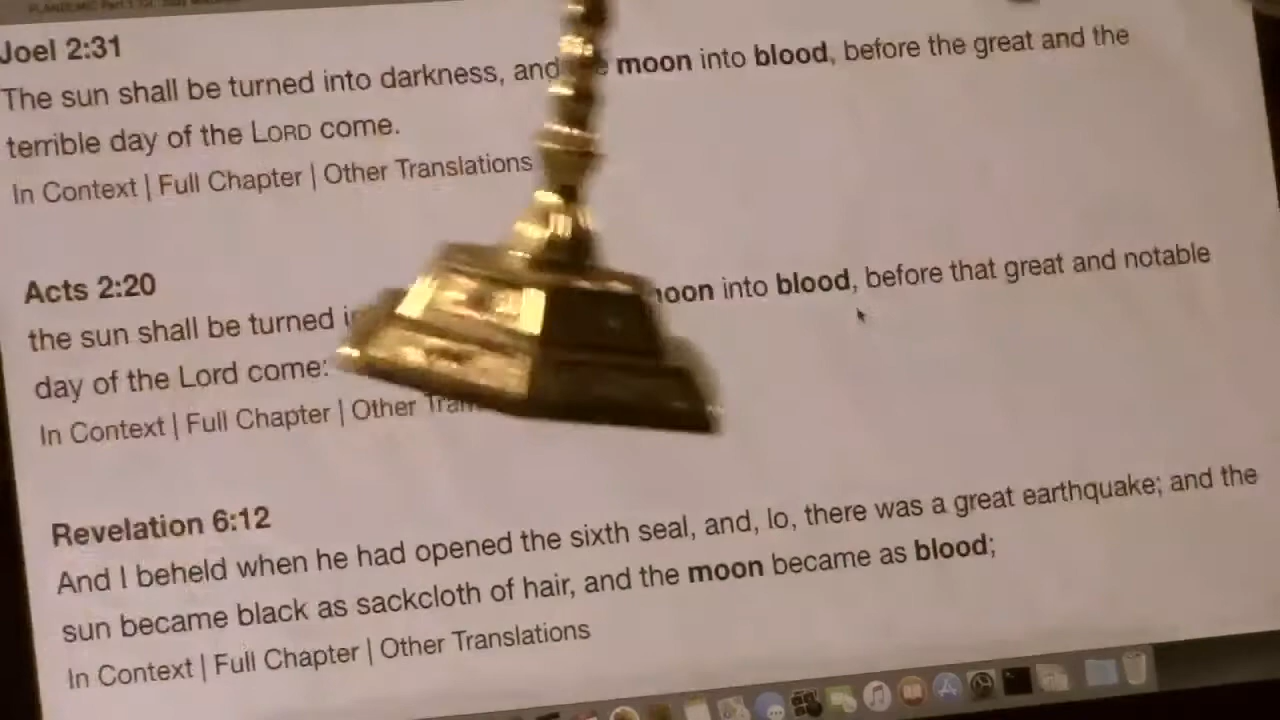 Joel 2:31
The sun shall be turned into darkness, and moon into blood, before the great and the
terrible day of the LORD come.
In Context | Full Chapter | Other Translations
Acts 2:20
the sun shall be turned moon into blood, before that great and notable
day of the Lord come:
In Context | Full Chapter | Other
Revelation 6:12
And I beheld when he had opened the sixth seal, and, lo, there was a great earthquake; and the
sun became black as sackcloth of hair, and the moon became as blood;
In Context | Full Chapter | Other Translations